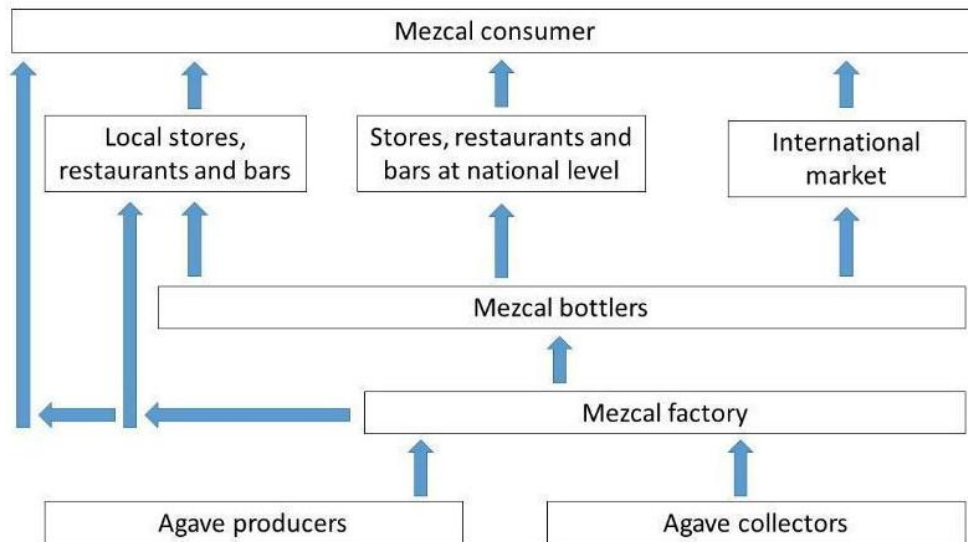 Mezcal consumer
Local stores,
restaurants and bars
Stores, restaurants and
bars at national level
International
market
Mezcal bottlers
Mezcal factory
Agave producers
Agave collectors